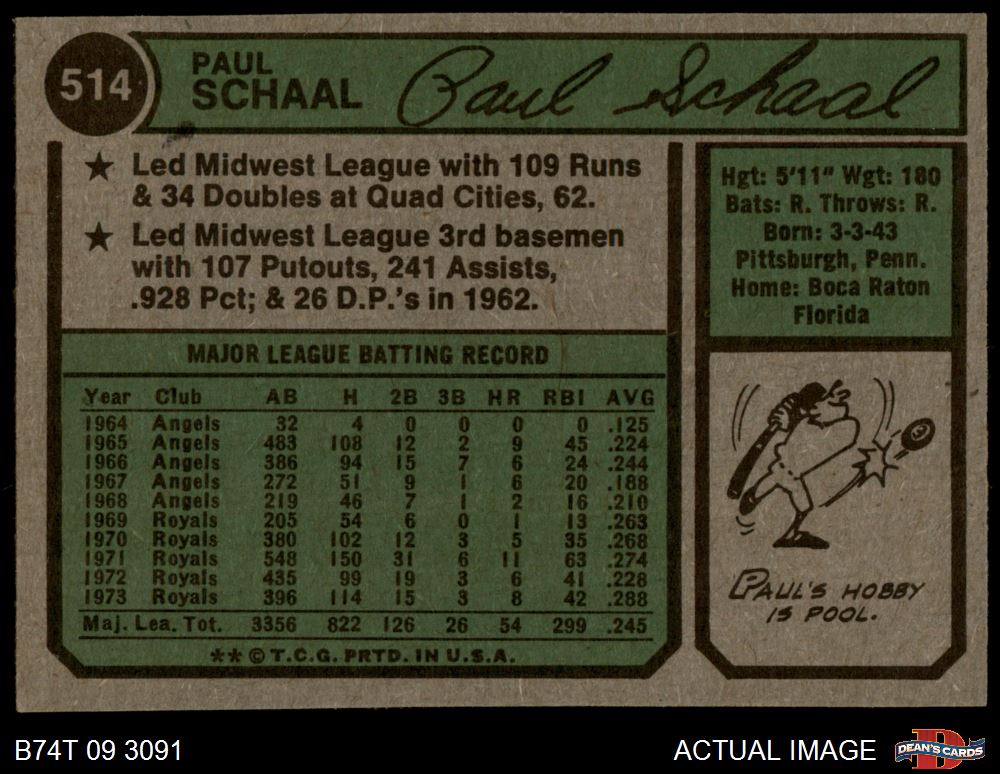 514
PAUL
SCHAAL
Paul Schaal
★ Led Midwest League with 109 Runs
& 34 Doubles at Quad Cities, 62.
★ Led Midwest League 3rd basemen
with 107 Putouts, 241 Assists,
.928 Pct; & 26 D.P.'s in 1962.
Hgt: 5'11" Wgt: 180
Bats: R. Throws: R.
Born: 3-3-43
Pittsburgh, Penn.
Home: Boca Raton
Florida
MAJOR LEAGUE BATTING RECORD
Year Club AB H 2B 3B HR RBI AVG
1964 Angels 32 4 0 0 0 0 .125
1965 Angels 483 108 12 2 9 45 .224
1966 Angels 386 94 15 7 6 24 .244
1967 Angels 272 51 9 1 6 20 .188
1968 Angels 219 46 7 1 2 16 .210
1969 Royals 205 54 6 0 1 13 .263
1970 Royals 380 102 12 3 5 35 .268
1971 Royals 548 150 31 6 11 63 .274
1972 Royals 435 99 19 3 6 41 .228
1973 Royals 396 114 15 3 8 42 .288
Maj. Lea. Tot. 3356 822 126 26 54 299 .245
** © T.C.G. PRTD. IN U.S.A.
PAUL'S HOBBY
IS POOL.
B74T 09 3091
ACTUAL IMAGE
D
DEAN'S CARDS